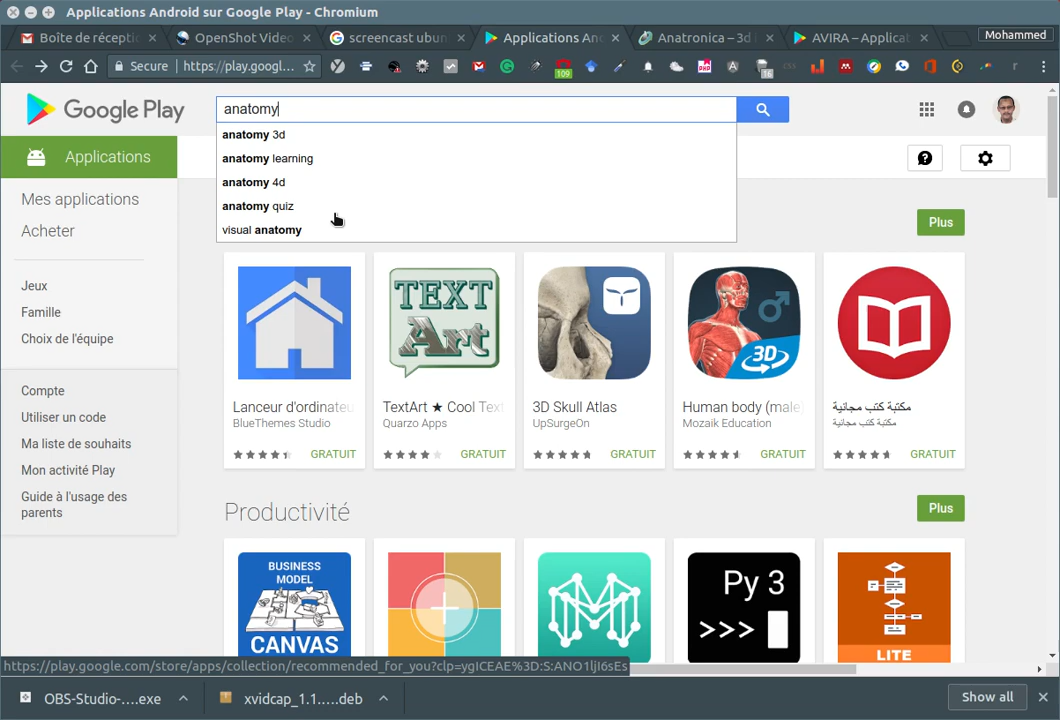 Applications Android sur Google Play - Chromium
Boîte de récepti
OpenShot Video
screencast ubun
Applications An
Anatronica – 3d
AVIRA – Applicat
Mohammed
Secure
https://play.googl...
109
16
Google Play
anatomy
anatomy 3d
anatomy learning
anatomy 4d
anatomy quiz
visual anatomy
Applications
Mes applications
Acheter
Jeux
Famille
Choix de l'équipe
Compte
Utiliser un code
Ma liste de souhaits
Mon activité Play
Guide à l'usage des
parents
Plus
TEXT
Art
3D
Lanceur d'ordinateu
BlueThemes Studio
GRATUIT
TextArt ★ Cool Text
Quarzo Apps
GRATUIT
3D Skull Atlas
UpSurgeOn
GRATUIT
Human body (male)
Mozaik Education
GRATUIT
مكتبة كتب مجانية
مكتبة كتب مجانية
GRATUIT
Productivité
Plus
BUSINESS
MODEL
CANVAS
Py 3
>>>
LITE
https://play.google.com/store/apps/collection/recommended_for_you?clp=ygICEAE%3D:S:ANO1ljI6sEs
OBS-Studio-....exe
xvidcap_1.1.....deb
Show all